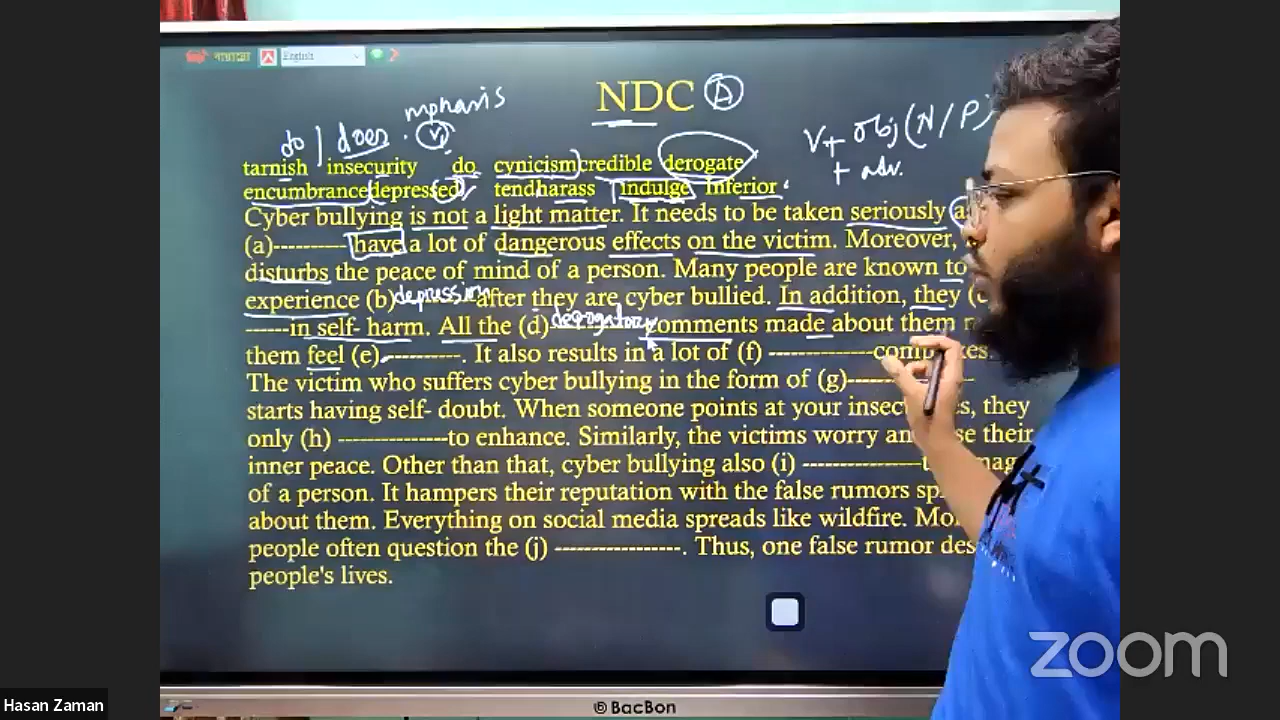 English
NDC A
do / does. mphasis
V1
V + obj (N / P)
+ adv.
tarnish insecurity do cynicism credible derogate
encumbrance depressed tend harass indulge inferior
Cyber bullying is not a light matter. It needs to be taken seriously
(a)---------- have a lot of dangerous effects on the victim. Moreover,
disturbs the peace of mind of a person. Many people are known to
experience (b) depression after they are cyber bullied. In addition, they
------in self- harm. All the (d) derogatory comments made about them
them feel (e)-----------. It also results in a lot of (f) --------------
The victim who suffers cyber bullying in the form of (g)--------------
starts having self- doubt. When someone points at your they
only (h) ---------------to enhance. Similarly, the victims worry their
inner peace. Other than that, cyber bullying also (i) ----------------
of a person. It hampers their reputation with the false rumors
about them. Everything on social media spreads like wildfire.
people often question the (j) -----------------. Thus, one false rumor
people's lives.
zoom
Hasan Zaman
BacBon